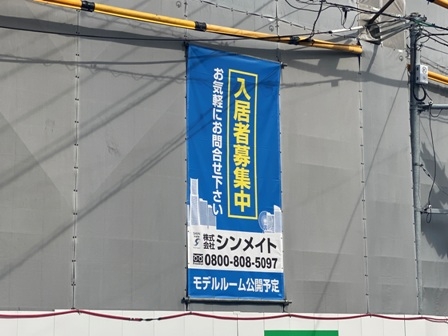 入居者募集中
お気軽にお問合せ下さい
株式会社 シンメイト
0800-808-5097
モデルルーム公開予定